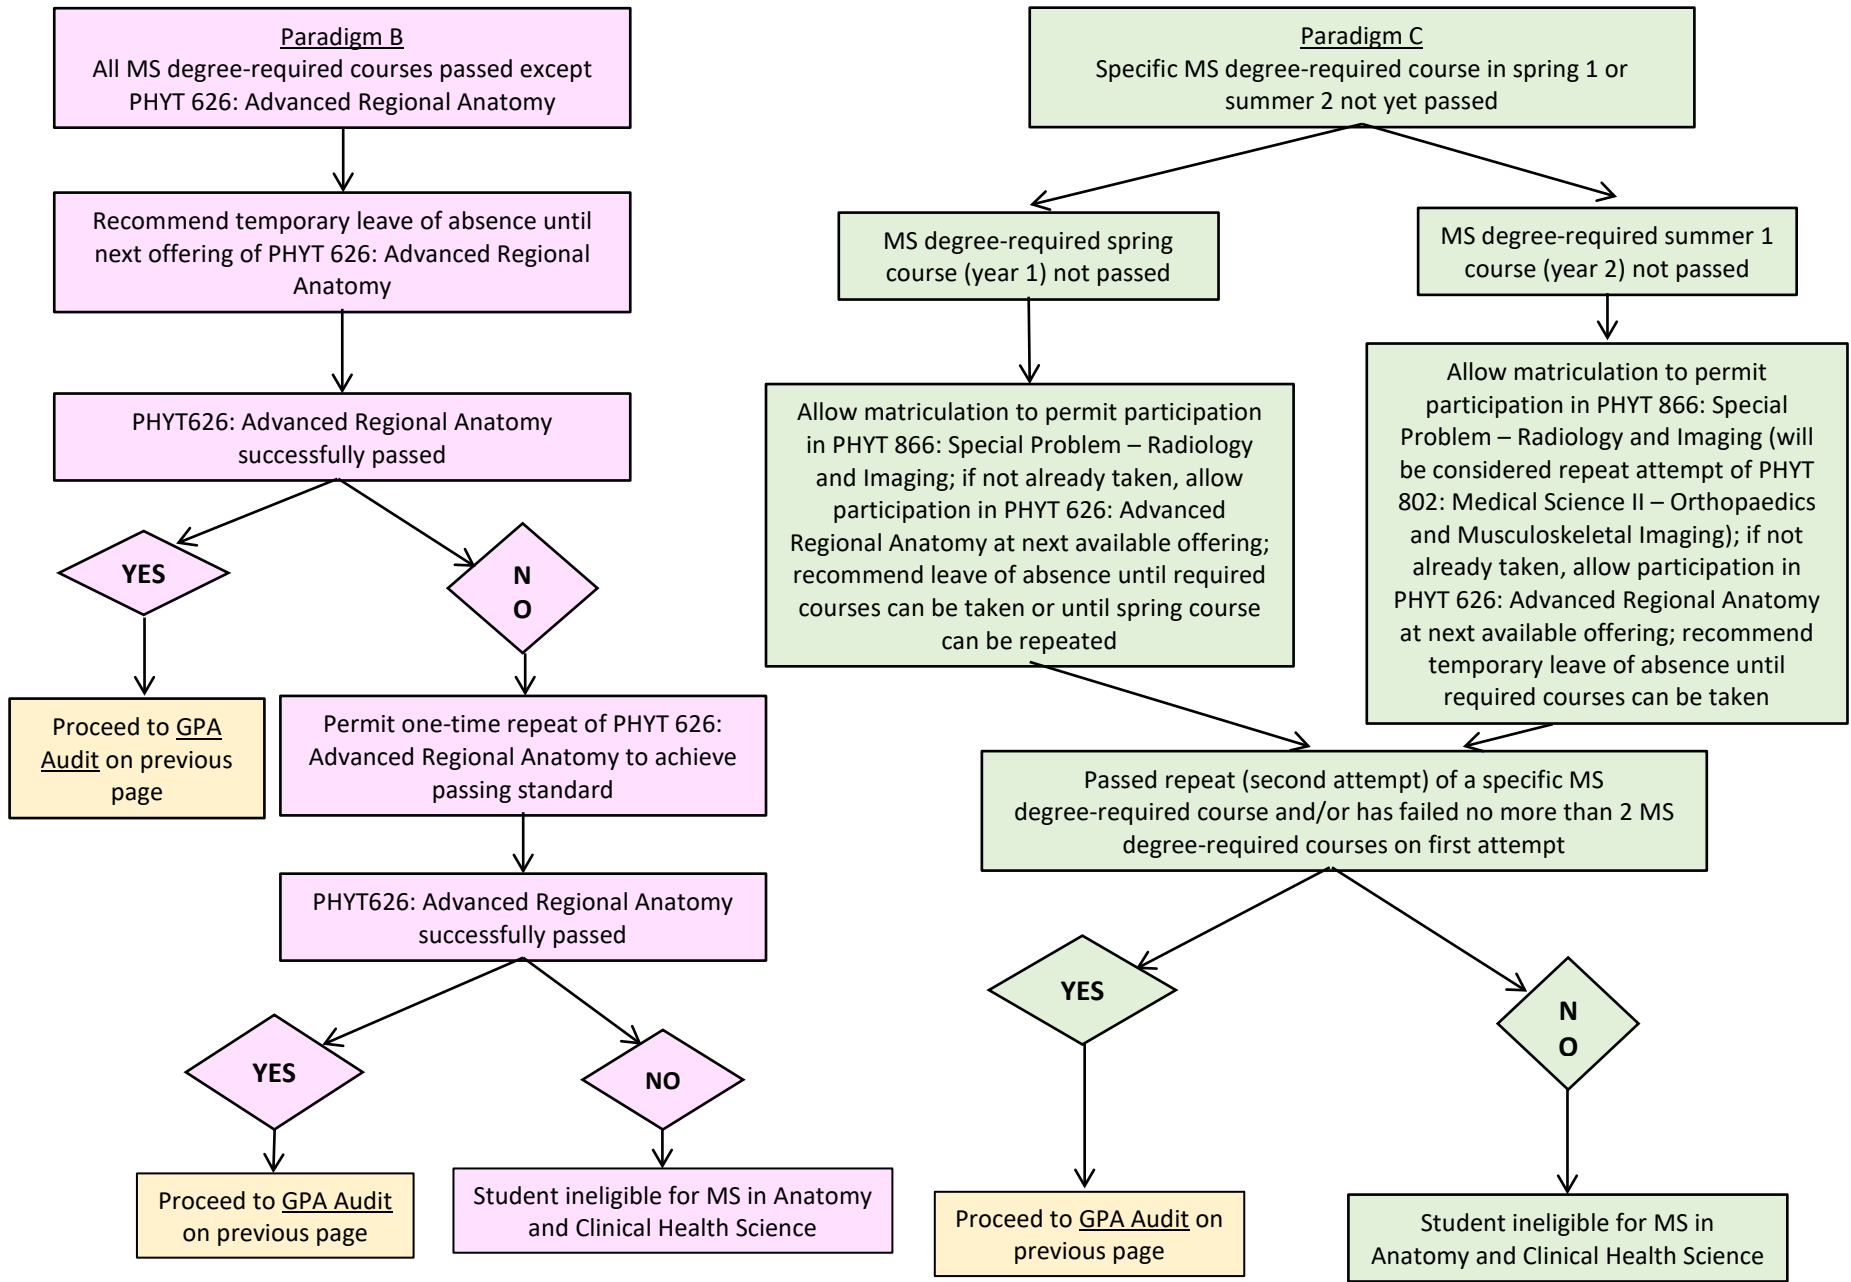 Paradigm B
All MS degree-required courses passed except
PHYT 626: Advanced Regional Anatomy
Recommend temporary leave of absence until
next offering of PHYT 626: Advanced Regional
Anatomy
PHYT626: Advanced Regional Anatomy
successfully passed
YES
N
O
Proceed to GPA
Audit on previous
page
Permit one-time repeat of PHYT 626:
Advanced Regional Anatomy to achieve
passing standard
PHYT626: Advanced Regional Anatomy
successfully passed
YES
NO
Proceed to GPA Audit
on previous page
Student ineligible for MS in Anatomy
and Clinical Health Science
Paradigm C
Specific MS degree-required course in spring 1 or
summer 2 not yet passed
MS degree-required spring
course (year 1) not passed
MS degree-required summer 1
course (year 2) not passed
Allow matriculation to permit participation
in PHYT 866: Special Problem – Radiology
and Imaging; if not already taken, allow
participation in PHYT 626: Advanced
Regional Anatomy at next available offering;
recommend leave of absence until required
courses can be taken or until spring course
can be repeated
Allow matriculation to permit
participation in PHYT 866: Special
Problem – Radiology and Imaging (will
be considered repeat attempt of PHYT
802: Medical Science II – Orthopaedics
and Musculoskeletal Imaging); if not
already taken, allow participation in
PHYT 626: Advanced Regional Anatomy
at next available offering; recommend
temporary leave of absence until
required courses can be taken
Passed repeat (second attempt) of a specific MS
degree-required course and/or has failed no more than 2 MS
degree-required courses on first attempt
YES
N
O
Proceed to GPA Audit on
previous page
Student ineligible for MS in
Anatomy and Clinical Health Science